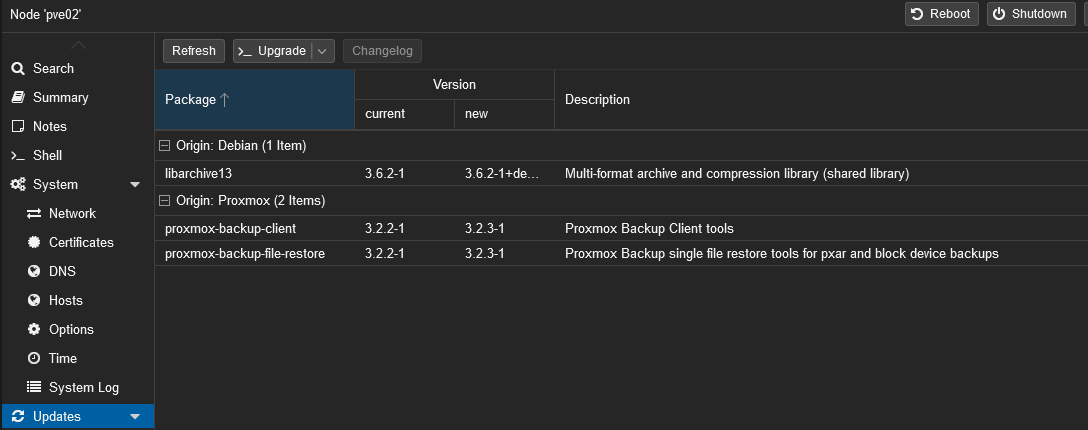 Node 'pve02'
Reboot
Shutdown
Search
Summary
Notes
Shell
System
Network
Certificates
DNS
Hosts
Options
Time
System Log
Updates
Refresh
Upgrade
Changelog
Package
Version
Description
current
new
Origin: Debian (1 Item)
libarchive13 3.6.2-1 3.6.2-1+de... Multi-format archive and compression library (shared library)
Origin: Proxmox (2 Items)
proxmox-backup-client 3.2.2-1 3.2.3-1 Proxmox Backup Client tools
proxmox-backup-file-restore 3.2.2-1 3.2.3-1 Proxmox Backup single file restore tools for pxar and block device backups